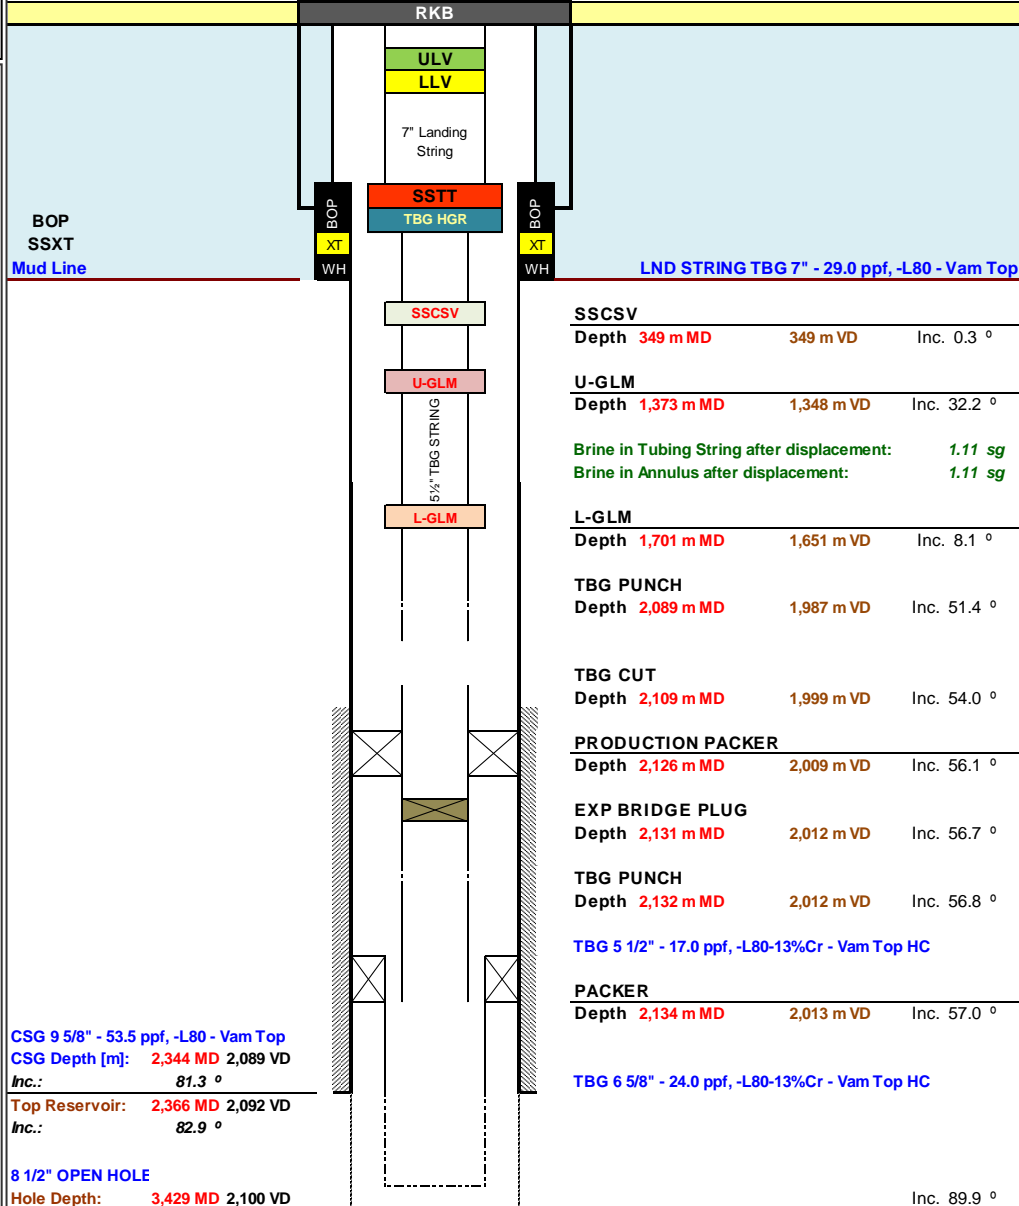 RKB
ULV
LLV
7" Landing
String
SSTT
TBG HGR
BOP
BOP
XT
XT
WH
WH
BOP
SSXT
Mud Line
LND STRING TBG 7" - 29.0 ppf, -L80 - Vam Top
SSCSV
SSCSV
Depth 349 m MD 349 m VD Inc. 0.3 º
U-GLM
U-GLM
Depth 1,373 m MD 1,348 m VD Inc. 32.2 º
5½" TBG STRING
Brine in Tubing String after displacement: 1.11 sg
Brine in Annulus after displacement: 1.11 sg
L-GLM
L-GLM
Depth 1,701 m MD 1,651 m VD Inc. 8.1 º
TBG PUNCH
Depth 2,089 m MD 1,987 m VD Inc. 51.4 º
TBG CUT
Depth 2,109 m MD 1,999 m VD Inc. 54.0 º
PRODUCTION PACKER
Depth 2,126 m MD 2,009 m VD Inc. 56.1 º
EXP BRIDGE PLUG
Depth 2,131 m MD 2,012 m VD Inc. 56.7 º
TBG PUNCH
Depth 2,132 m MD 2,012 m VD Inc. 56.8 º
TBG 5 1/2" - 17.0 ppf, -L80-13%Cr - Vam Top HC
PACKER
Depth 2,134 m MD 2,013 m VD Inc. 57.0 º
CSG 9 5/8" - 53.5 ppf, -L80 - Vam Top
CSG Depth [m]: 2,344 MD 2,089 VD
Inc.: 81.3 º
TBG 6 5/8" - 24.0 ppf, -L80-13%Cr - Vam Top HC
Top Reservoir: 2,366 MD 2,092 VD
Inc.: 82.9 º
8 1/2" OPEN HOLE
Hole Depth: 3,429 MD 2,100 VD
Inc. 89.9 º